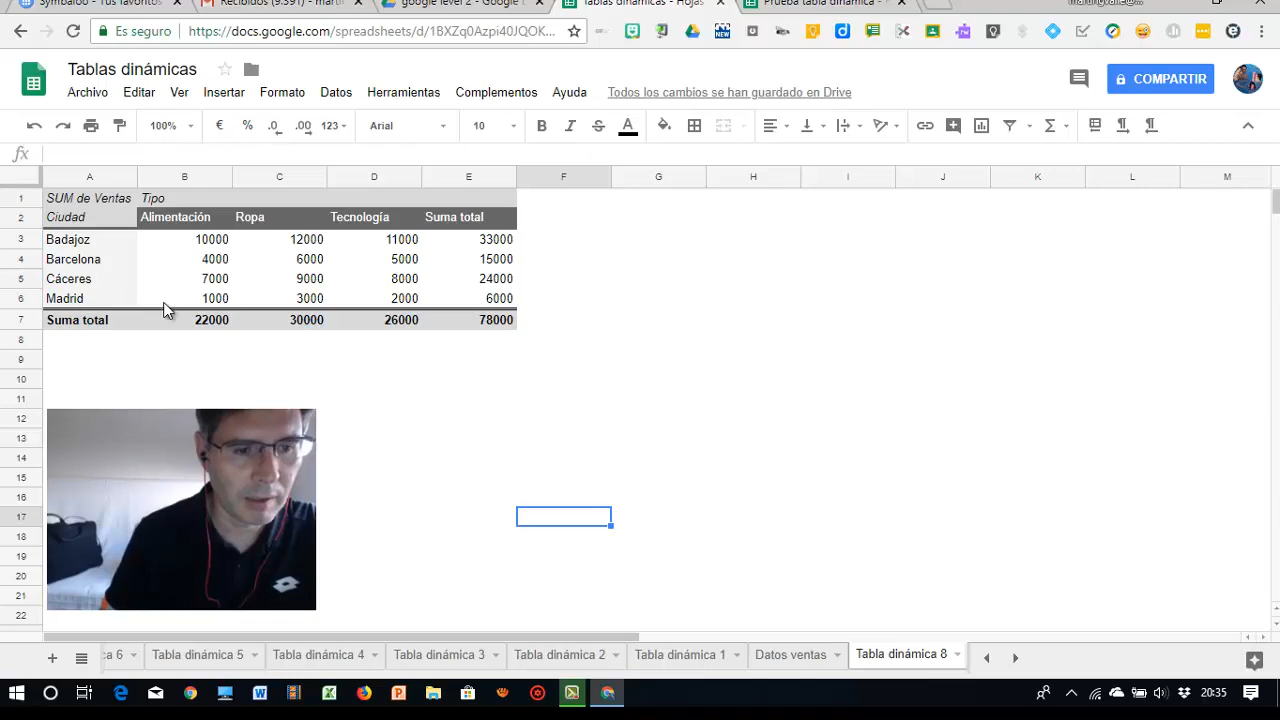 Symbaloo - Tus favoritos
Recibidos (9.391) - marti
google level 2 - Google
Tablas dinámicas - Hojas
Prueba tabla dinámica -
Es seguro
https://docs.google.com/spreadsheets/d/1BXZq0Azpi40JQOK...
Tablas dinámicas
COMPARTIR
Archivo Editar Ver Insertar Formato Datos Herramientas Complementos Ayuda Todos los cambios se han guardado en Drive
100% € % .0 .00 123 Arial 10
fx
A B C D E F G H I J K L M
1 SUM de Ventas Tipo
2 Ciudad Alimentación Ropa Tecnología Suma total
3 Badajoz 10000 12000 11000 33000
4 Barcelona 4000 6000 5000 15000
5 Cáceres 7000 9000 8000 24000
6 Madrid 1000 3000 2000 6000
7 Suma total 22000 30000 26000 78000
8
9
10
11
12
13
14
15
16
17
18
19
20
21
22
Lotto
ca 6 Tabla dinámica 5 Tabla dinámica 4 Tabla dinámica 3 Tabla dinámica 2 Tabla dinámica 1 Datos ventas Tabla dinámica 8
20:35